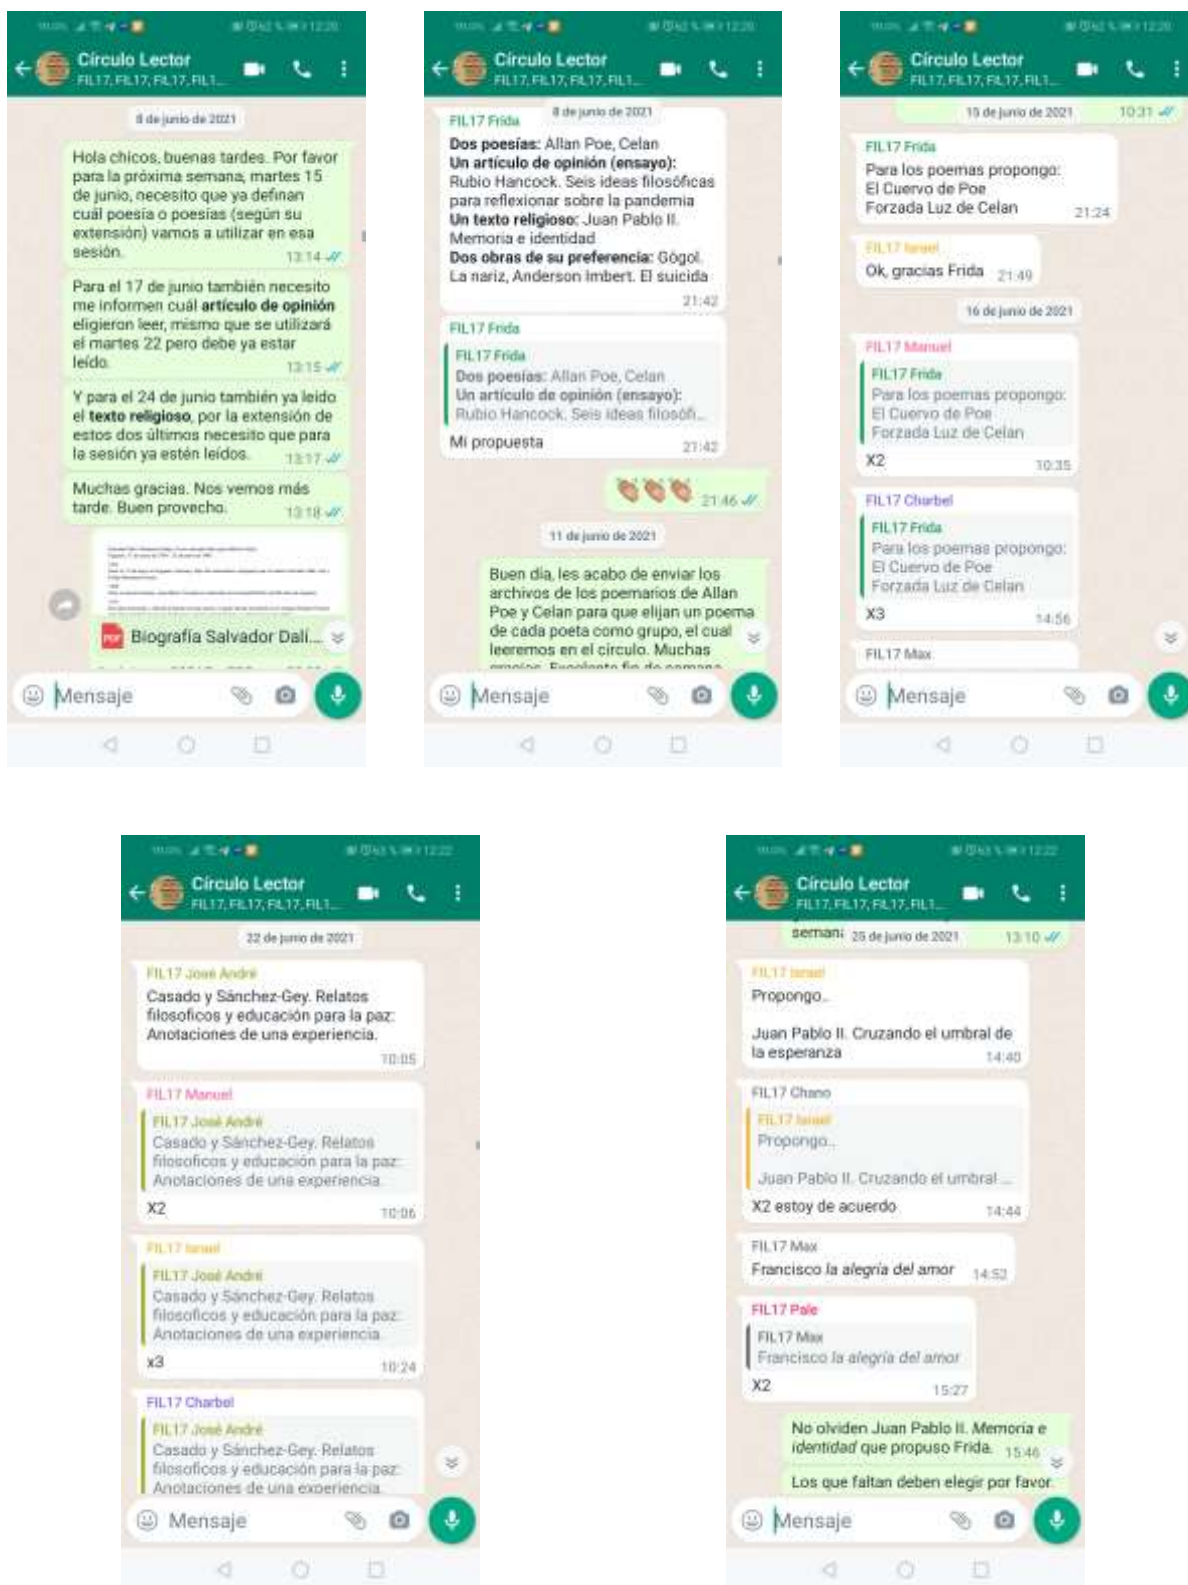 12:20
Círculo Lector
FIL17, FIL17, FIL17, FIL1...
8 de junio de 2021
Hola chicos, buenas tardes. Por favor
para la próxima semana, martes 15
de junio, necesito que ya definan
cuál poesía o poesías (según su
extensión) vamos a utilizar en esa
sesión.
13:14
Para el 17 de junio también necesito
me informen cuál artículo de opinión
eligieron leer, mismo que se utilizará
el martes 22 pero debe ya estar
leído.
13:15
Y para el 24 de junio también ya leído
el texto religioso, por la extensión de
estos dos últimos necesito que para
la sesión ya estén leídos.
13:17
Muchas gracias. Nos vemos más
tarde. Buen provecho.
13:18
PDF
Biografía Salvador Dalí...
Mensaje
12:20
Círculo Lector
FIL17, FIL17, FIL17, FIL1...
8 de junio de 2021
FIL17 Frida
Dos poesías: Allan Poe, Celan
Un artículo de opinión (ensayo):
Rubio Hancock. Seis ideas filosóficas
para reflexionar sobre la pandemia
Un texto religioso: Juan Pablo II.
Memoria e identidad
Dos obras de su preferencia: Gógol.
La nariz, Anderson Imbert. El suicida
21:42
FIL17 Frida
FIL17 Frida
Dos poesías: Allan Poe, Celan
Un artículo de opinión (ensayo):
Rubio Hancock. Seis ideas filosófi...
Mi propuesta
21:42
21:46
11 de junio de 2021
Buen día, les acabo de enviar los
archivos de los poemarios de Allan
Poe y Celan para que elijan un poema
de cada poeta como grupo, el cual
leeremos en el círculo. Muchas
gracias. Excelente fin de semana
Mensaje
12:20
Círculo Lector
FIL17, FIL17, FIL17, FIL1...
15 de junio de 2021
10:31
FIL17 Frida
Para los poemas propongo:
El Cuervo de Poe
Forzada Luz de Celan
21:24
FIL17 Israel
Ok, gracias Frida
21:49
16 de junio de 2021
FIL17 Manuel
FIL17 Frida
Para los poemas propongo:
El Cuervo de Poe
Forzada Luz de Celan
X2
10:35
FIL17 Charbel
FIL17 Frida
Para los poemas propongo:
El Cuervo de Poe
Forzada Luz de Celan
X3
14:56
FIL17 Max
Mensaje
12:22
Círculo Lector
FIL17, FIL17, FIL17, FIL1...
22 de junio de 2021
FIL17 José André
Casado y Sánchez-Gey. Relatos
filosoficos y educación para la paz:
Anotaciones de una experiencia.
10:05
FIL17 Manuel
FIL17 José André
Casado y Sánchez-Gey. Relatos
filosoficos y educación para la paz:
Anotaciones de una experiencia.
X2
10:06
FIL17 Israel
FIL17 José André
Casado y Sánchez-Gey. Relatos
filosoficos y educación para la paz:
Anotaciones de una experiencia.
x3
10:24
FIL17 Charbel
FIL17 José André
Casado y Sánchez-Gey. Relatos
filosoficos y educación para la paz:
Anotaciones de una experiencia.
Mensaje
12:22
Círculo Lector
FIL17, FIL17, FIL17, FIL1...
semana
25 de junio de 2021
13:10
FIL17 Israel
Propongo..
Juan Pablo II. Cruzando el umbral de
la esperanza
14:40
FIL17 Chano
FIL17 Israel
Propongo..
Juan Pablo II. Cruzando el umbral ...
X2 estoy de acuerdo
14:44
FIL17 Max
Francisco la alegría del amor
14:52
FIL17 Pale
FIL17 Max
Francisco la alegría del amor
X2
15:27
No olviden Juan Pablo II. Memoria e
identidad que propuso Frida.
15:46
Los que faltan deben elegir por favor.
Mensaje